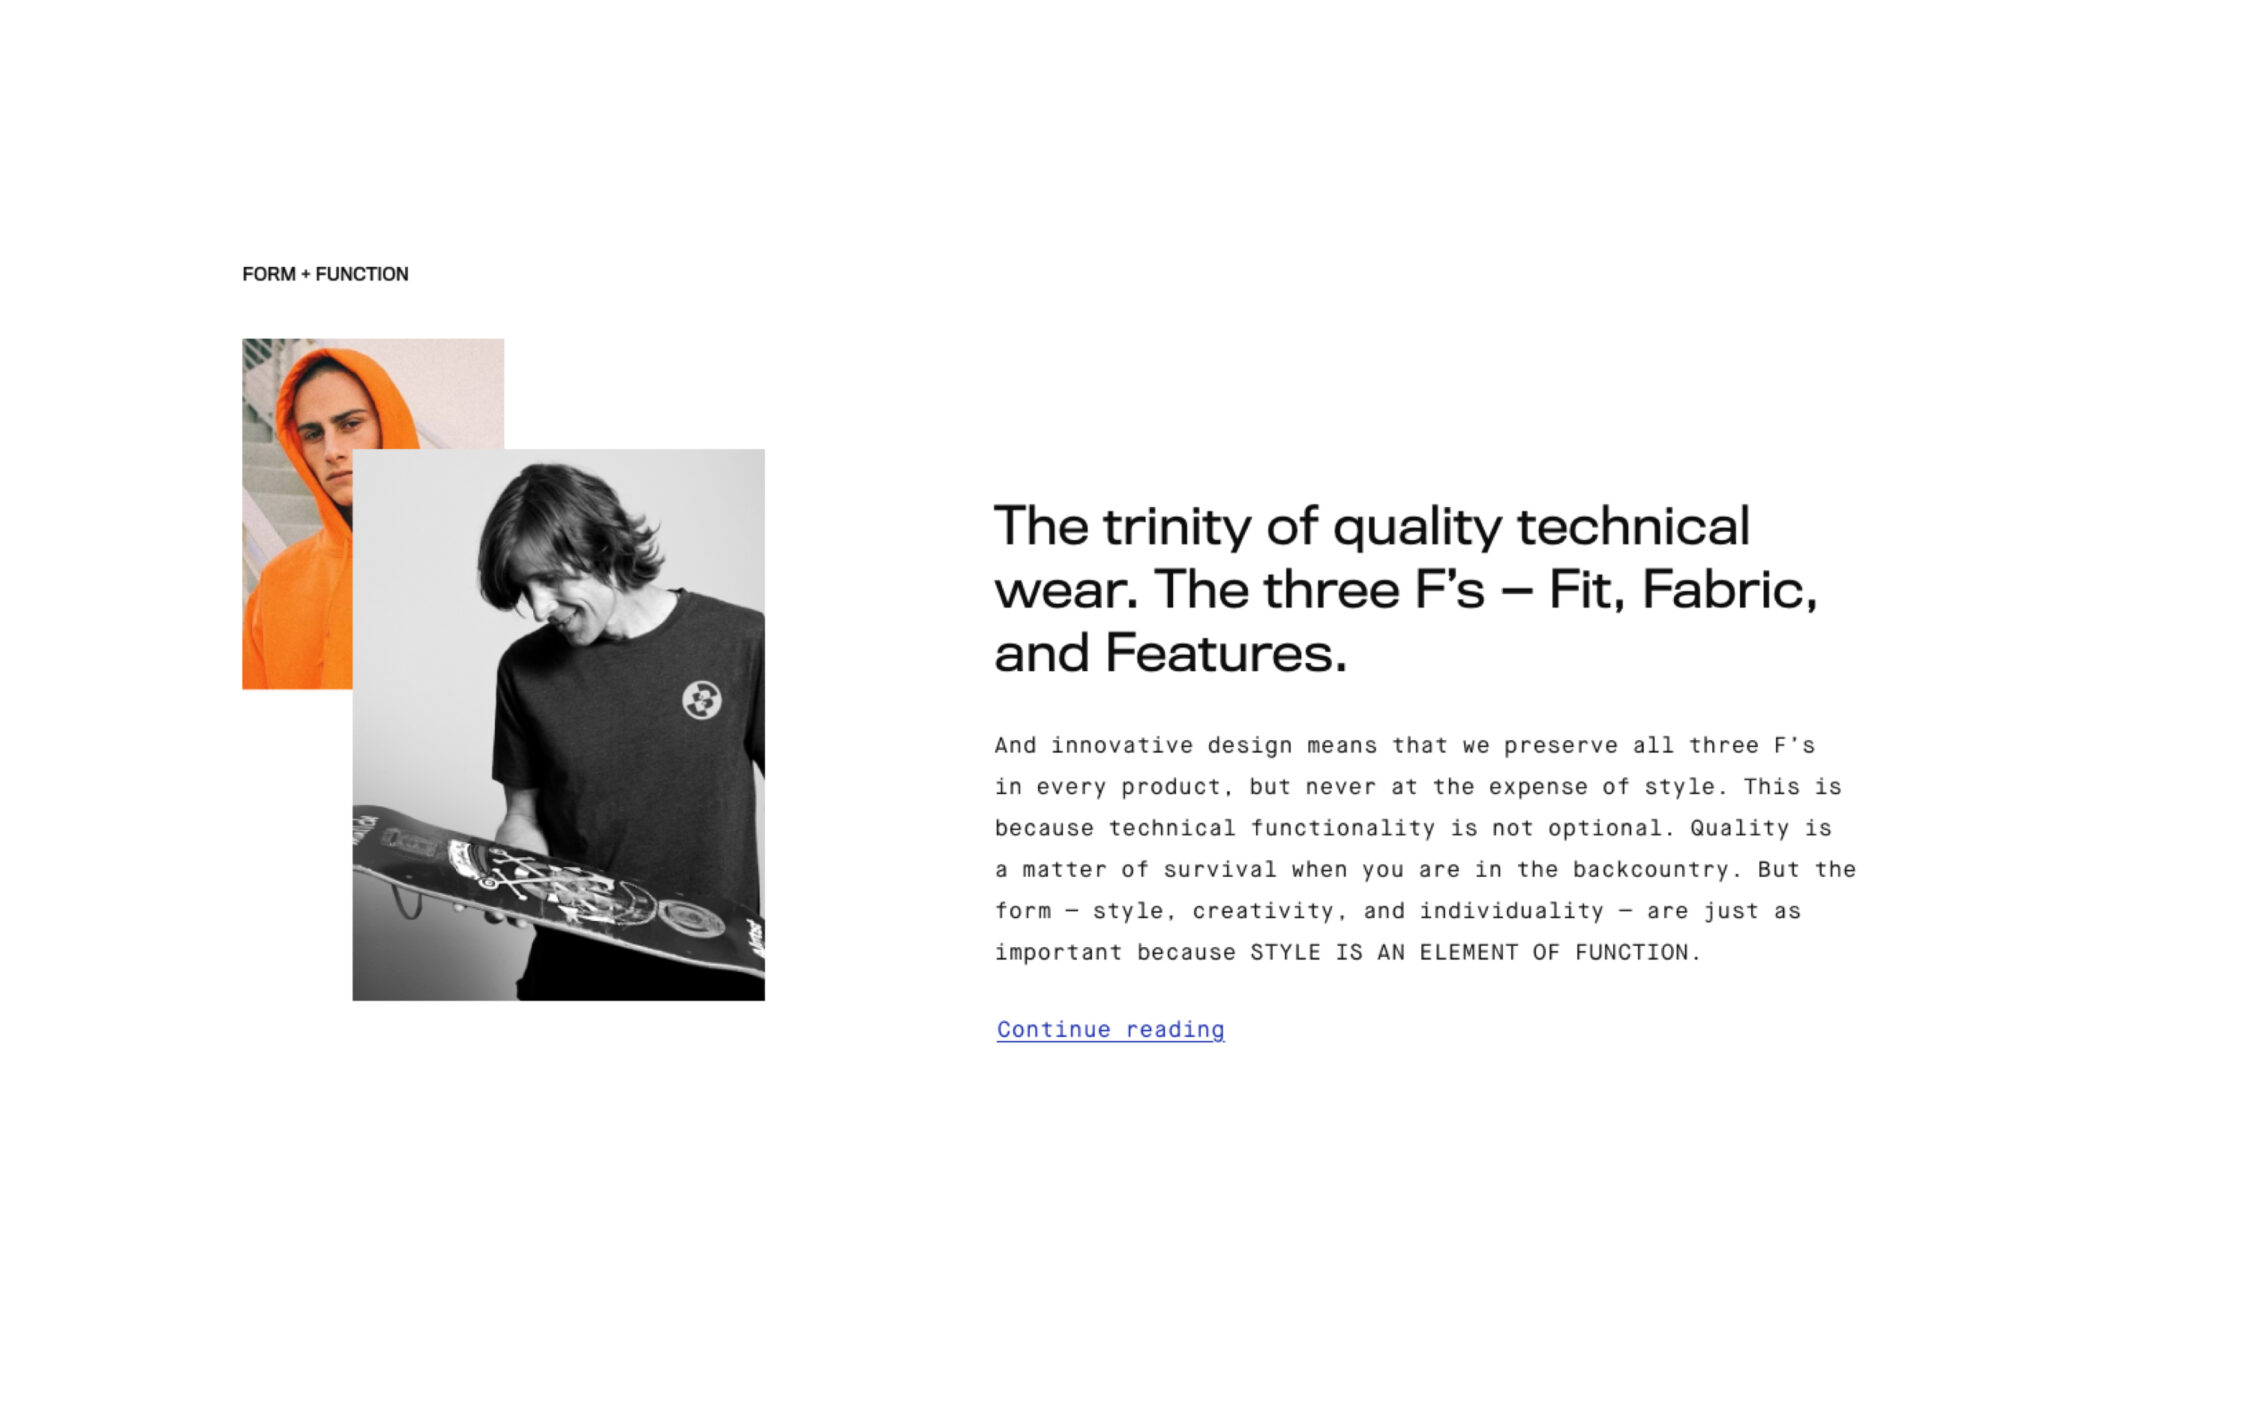 FORM + FUNCTION
The trinity of quality technical
wear. The three F’s – Fit, Fabric,
and Features.
And innovative design means that we preserve all three F's
in every product, but never at the expense of style. This is
because technical functionality is not optional. Quality is
a matter of survival when you are in the backcountry. But the
form – style, creativity, and individuality – are just as
important because STYLE IS AN ELEMENT OF FUNCTION.
Continue reading